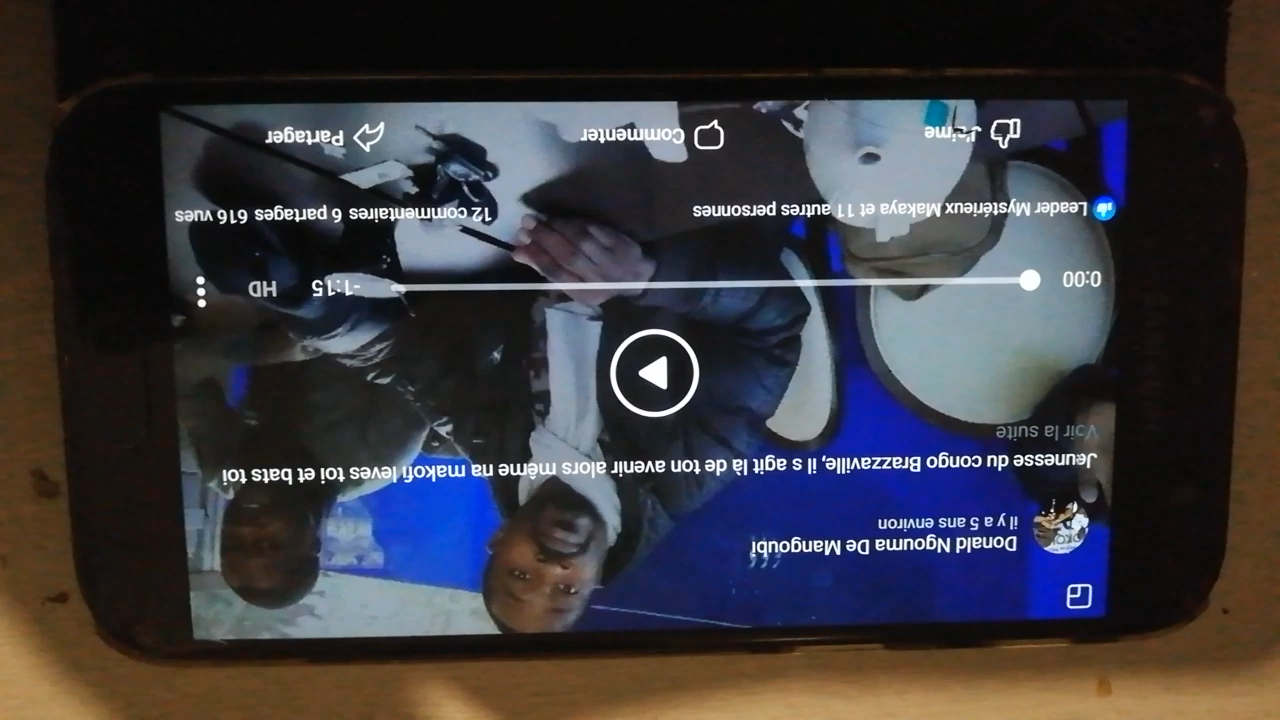 Donald Ngouma De Mangoubi
il y a 5 ans environ
Jeunesse du congo Brazzaville, il s agit là de ton avenir alors même na makofi leves toi et bats toi
Voir la suite
0:00
-1:15
HD
Leader Mystérieux Makaya et 11 autres personnes
12 commentaires 6 partages 616 vues
J'aime
Commenter
Partager